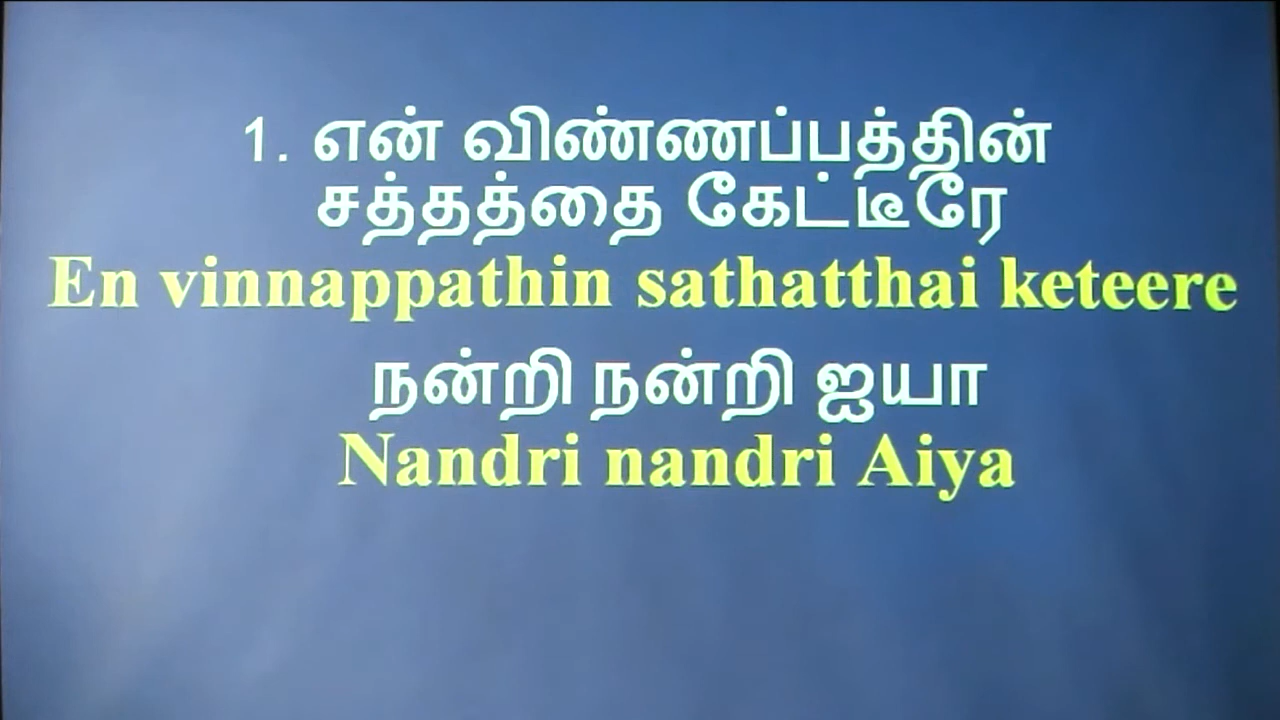 1. என் விண்ணப்பத்தின்
சத்தத்தை கேட்டீரே
En vinnappathin sathatthai keteere
நன்றி நன்றி ஐயா
Nandri nandri Aiya